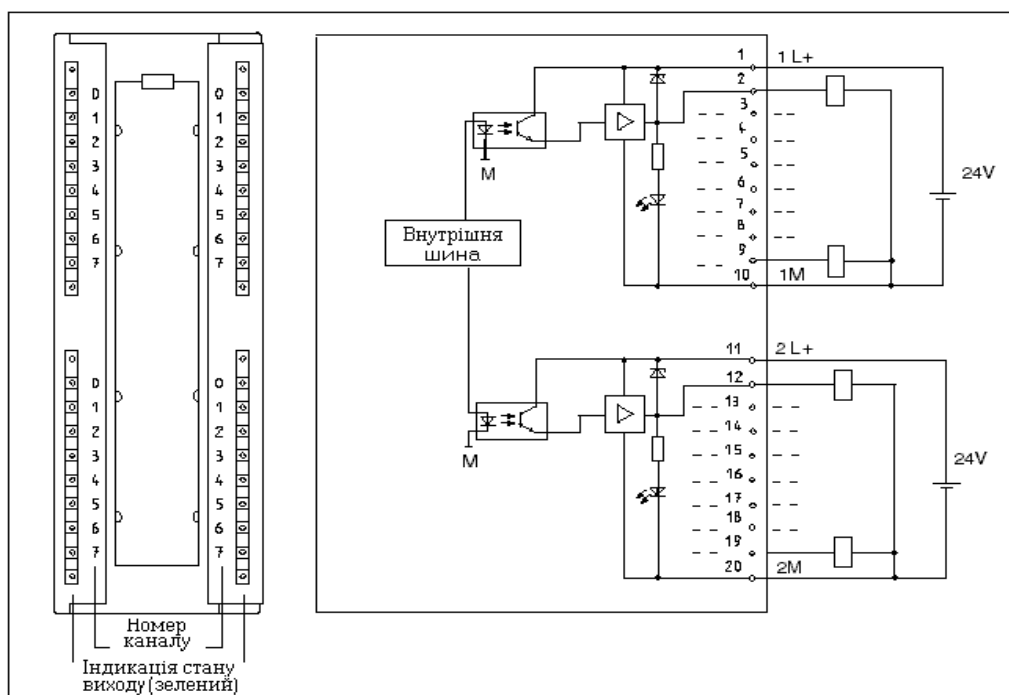 0 0
1 1
2 2
3 3
4 4
5 5
6 6
7 7
0 0
1 1
2 2
3 3
4 4
5 5
6 6
7 7
Номер
каналу
Індикація стану
виходу (зелений)
M
Внутрішня
шина
M
1 1 L+
2
3
4
5
6
7
8
9
10 1M
24V
11 2 L+
12
13
14
15
16
17
18
19
20 2M
24V